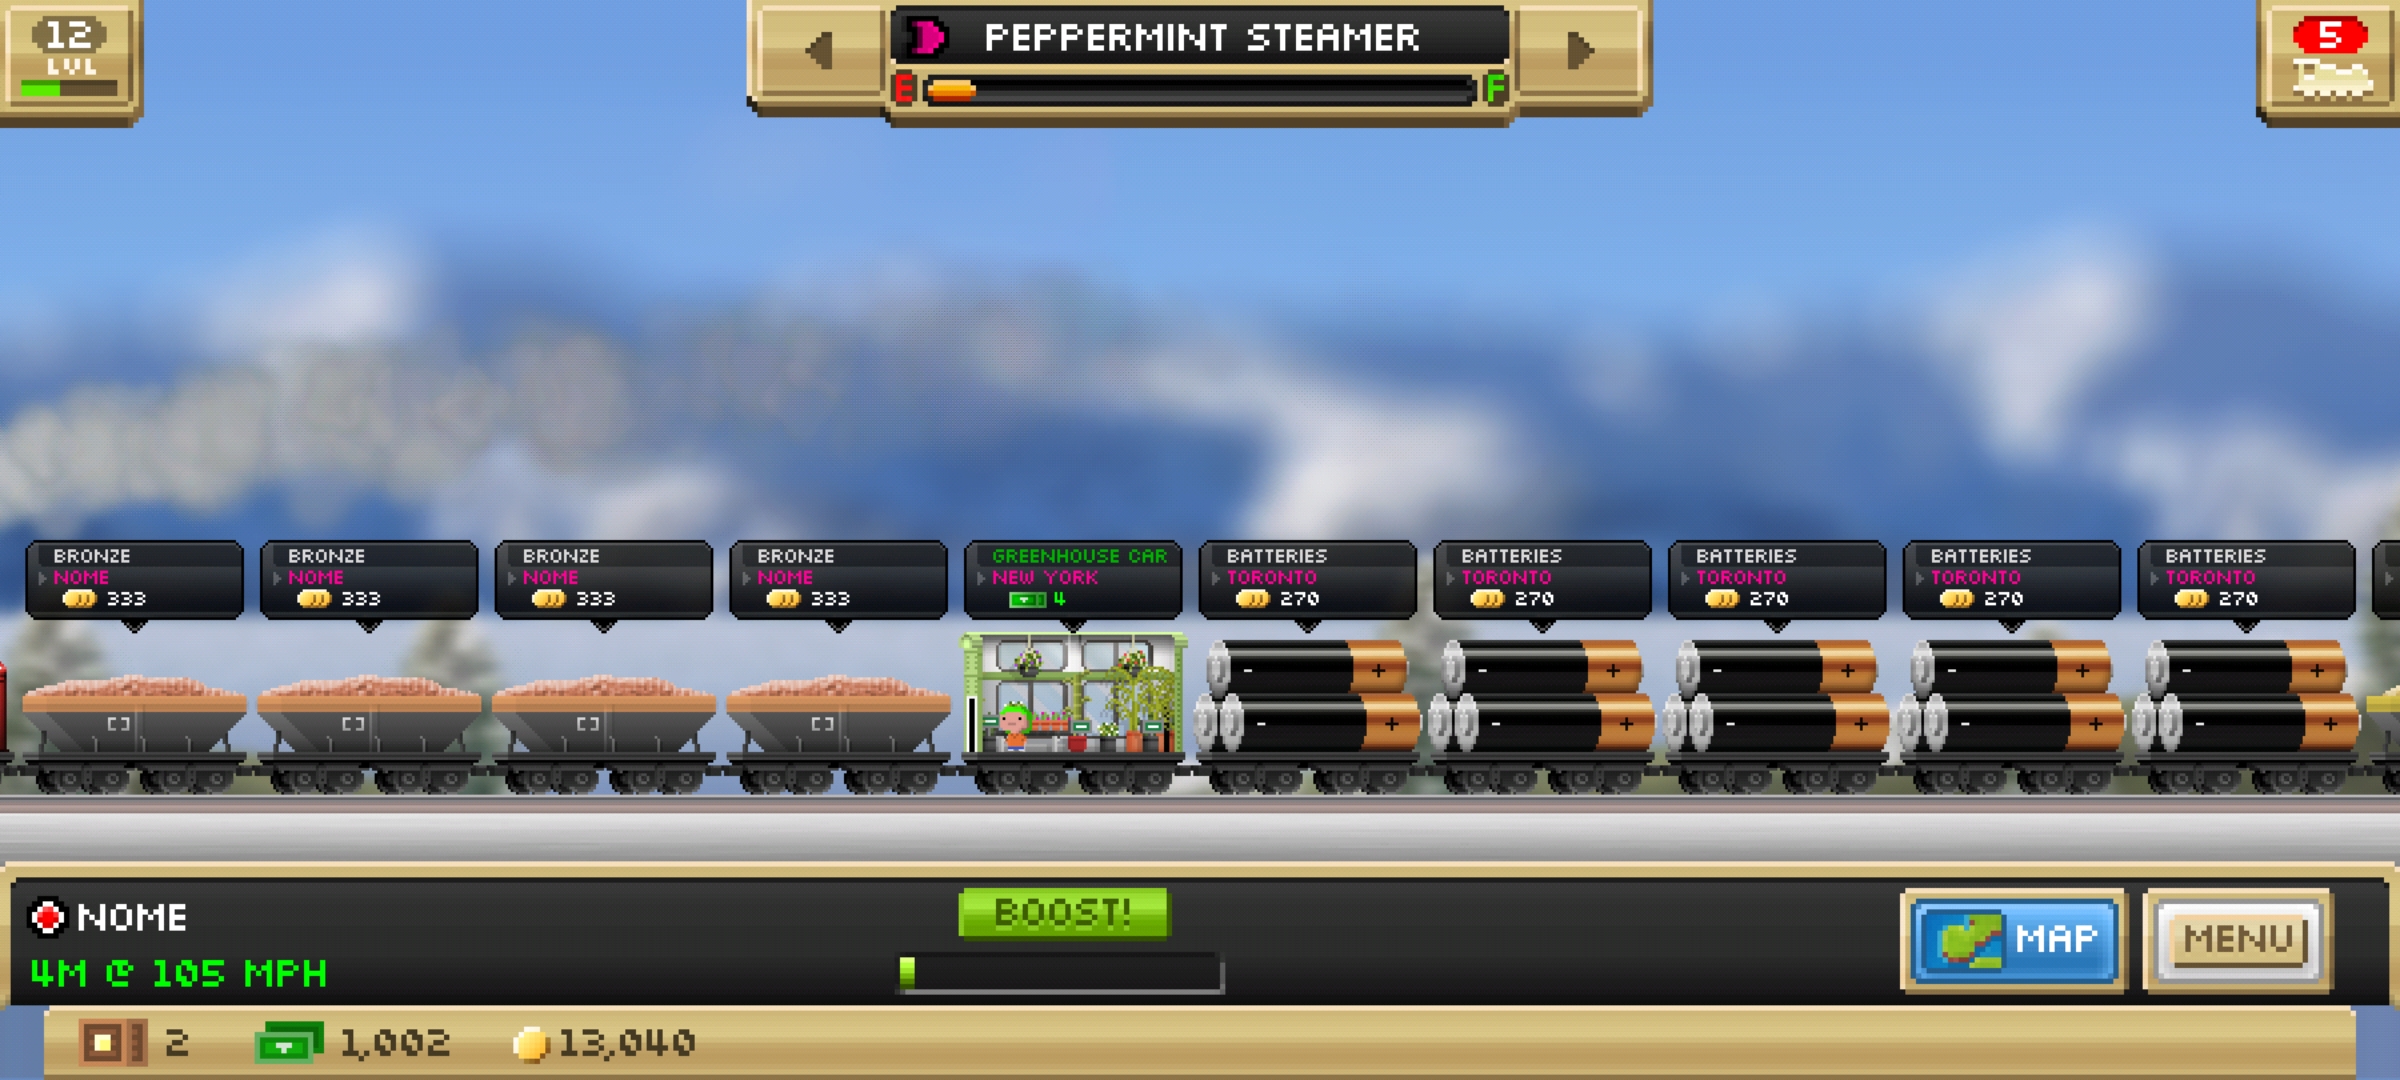 12
LVL
PEPPERMINT STEAMER
E
F
5
BRONZE
NOME
333
BRONZE
NOME
333
BRONZE
NOME
333
BRONZE
NOME
333
GREENHOUSE CAR
NEW YORK
4
BATTERIES
TORONTO
270
BATTERIES
TORONTO
270
BATTERIES
TORONTO
270
BATTERIES
TORONTO
270
BATTERIES
TORONTO
270
- +
- +
- +
- +
- +
- +
- +
- +
- +
- +
NOME
4M @ 105 MPH
BOOST!
MAP
MENU
2
1,002
13,040